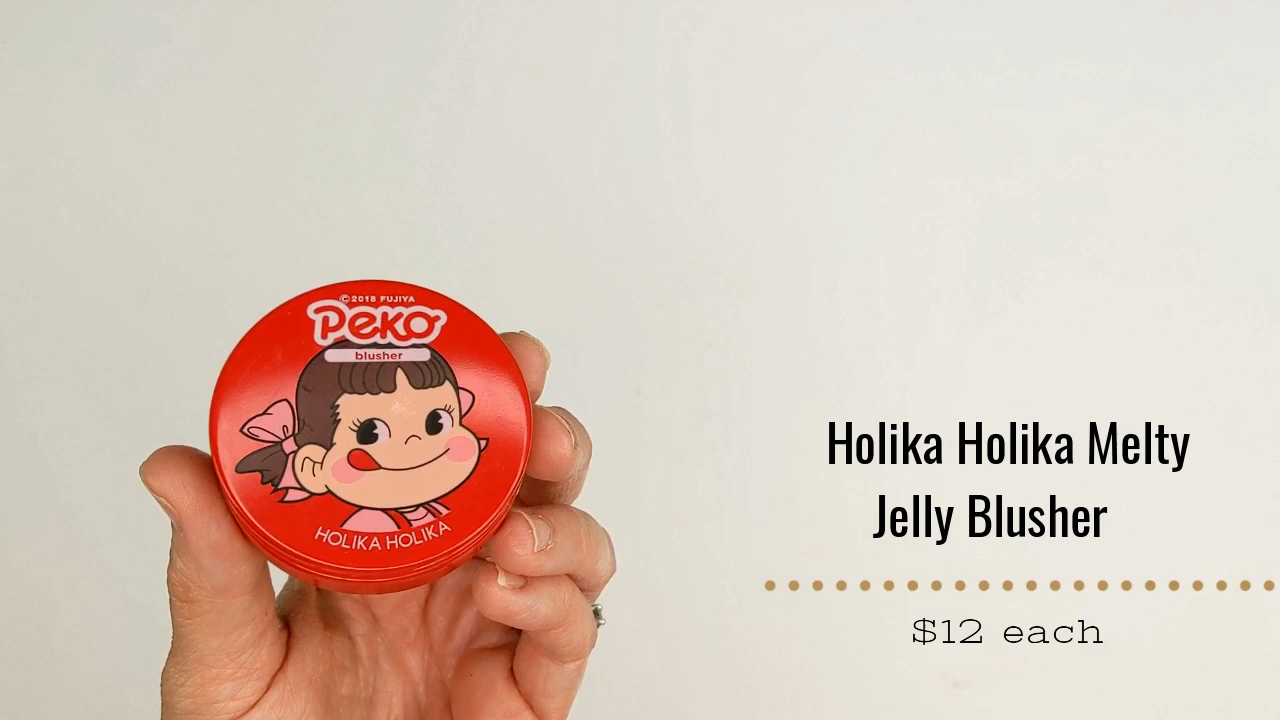 ©2018 FUJIYA
Peko
blusher
HOLIKA HOLIKA
Holika Holika Melty
Jelly Blusher
$12 each